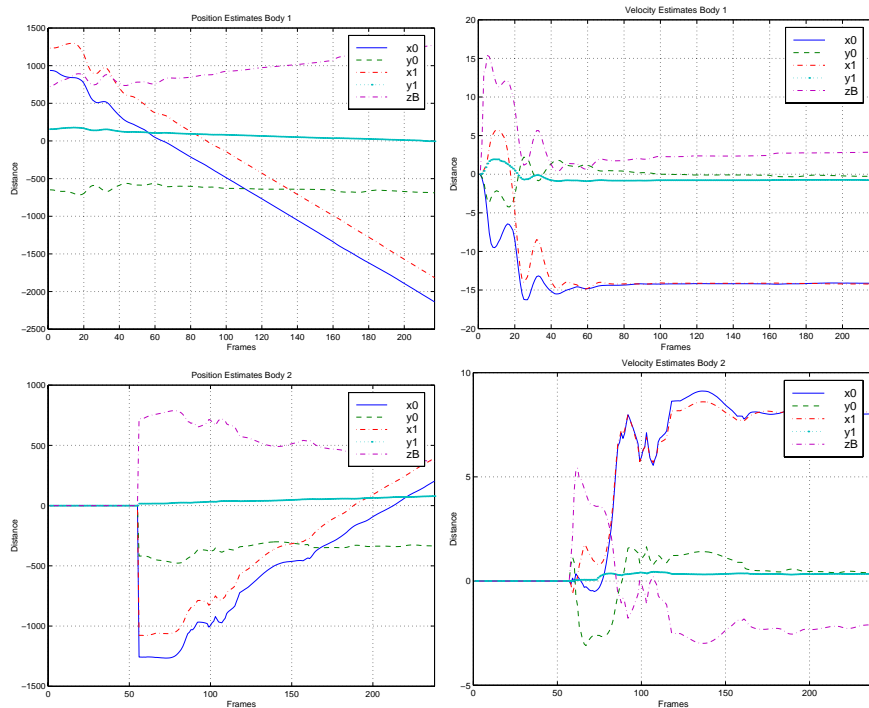 Position Estimates Body 1
1500
1000
500
0
−500
−1000
−1500
−2000
−2500
Distance
0 20 40 60 80 100 120 140 160 180 200
Frames
x0
y0
x1
y1
zB
Velocity Estimates Body 1
20
15
10
5
0
−5
−10
−15
−20
Distance
0 20 40 60 80 100 120 140 160 180 200
Frames
x0
y0
x1
y1
zB
Position Estimates Body 2
1000
500
0
−500
−1000
−1500
Distance
0 50 100 150 200
Frames
x0
y0
x1
y1
zB
Velocity Estimates Body 2
10
5
0
−5
Distance
0 50 100 150 200
Frames
x0
y0
x1
y1
zB